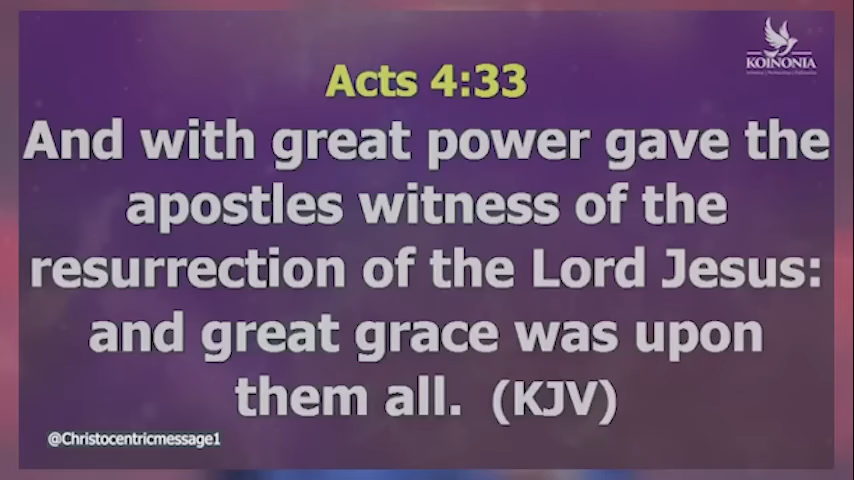 KOINONIA
Acts 4:33
And with great power gave the
apostles witness of the
resurrection of the Lord Jesus:
and great grace was upon
them all. (KJV)
@Christocentricmessage1